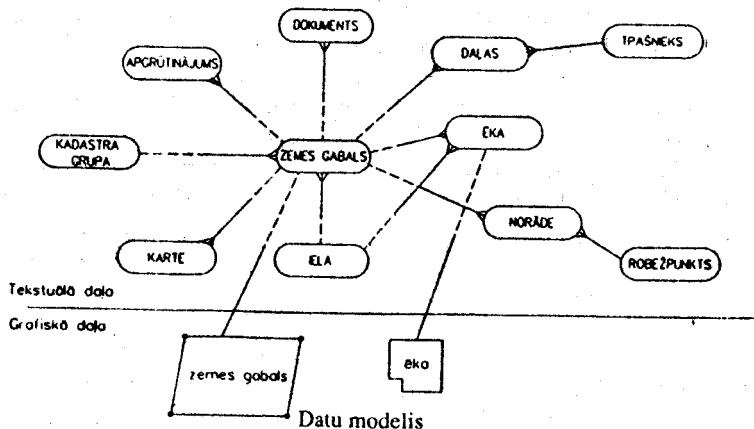 DOKUMENTS
APGRŪTINĀJUMS
DAĻAS
ĪPAŠNIEKS
KADASTRA
GRUPA
ZEMES GABALS
ĒKA
KARTE
IELA
NORĀDE
ROBEŽPUNKTS
Tekstuālā daļa
Grafiskā daļa
zemes gabals
ēka
Datu modelis